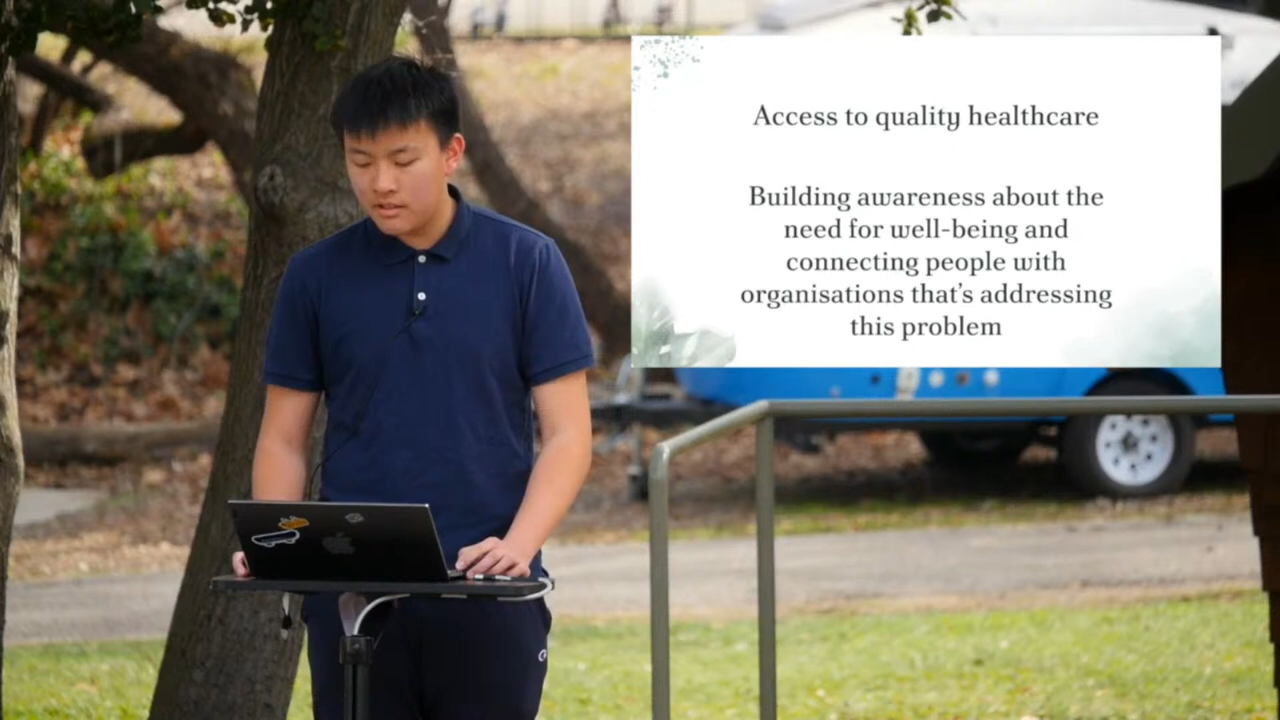 Access to quality healthcare
Building awareness about the
need for well-being and
connecting people with
organisations that's addressing
this problem